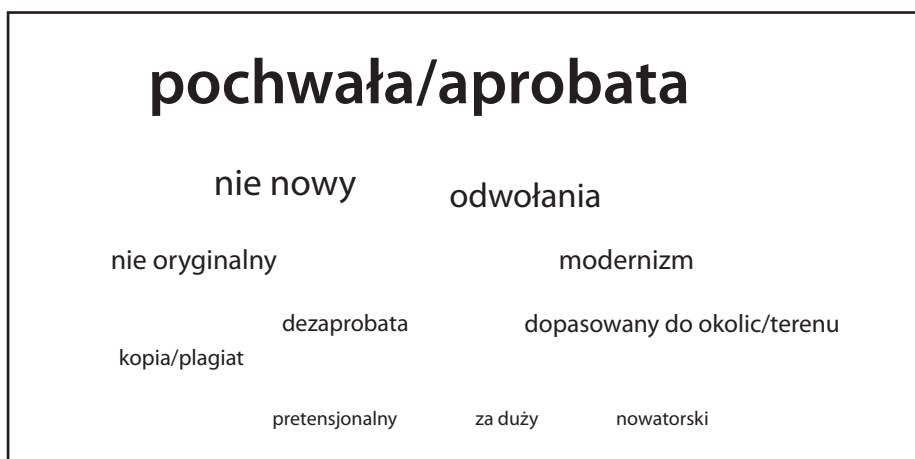 pochwała/aprobata
nie nowy
odwołania
nie oryginalny
modernizm
dezaprobata
dopasowany do okolic/terenu
kopia/plagiat
pretensjonalny
za duży
nowatorski